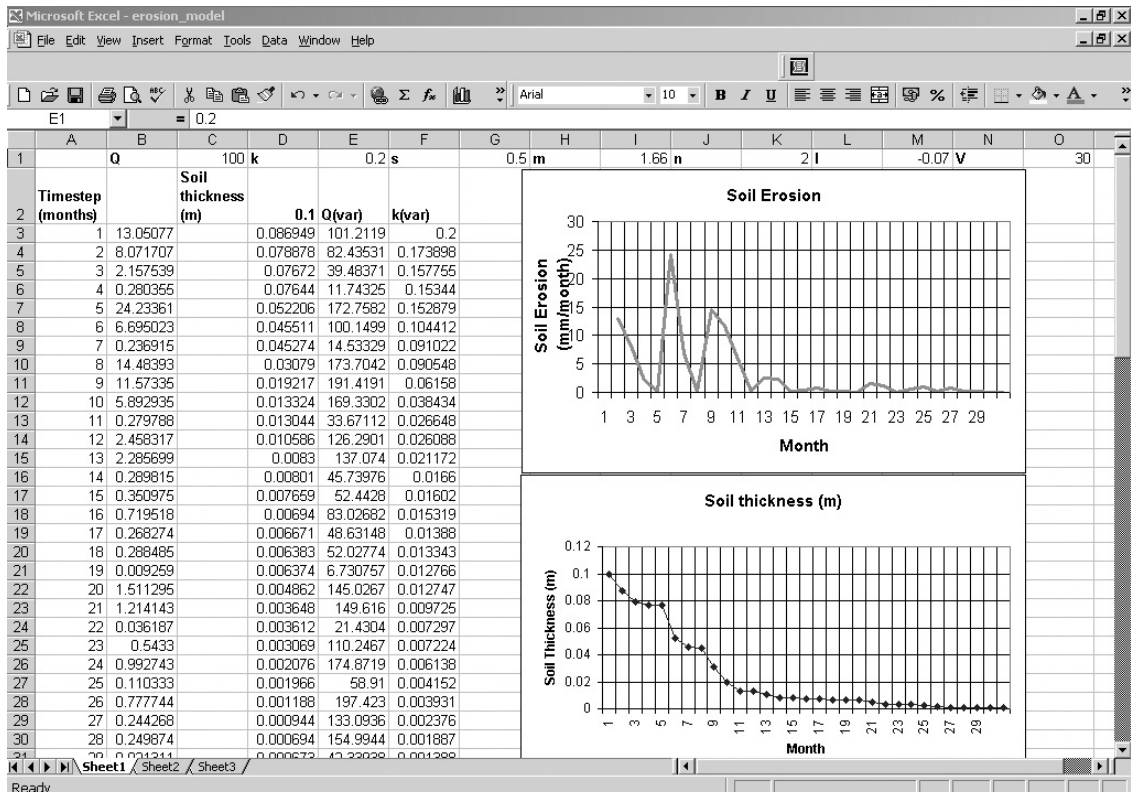 Microsoft Excel - erosion_model
File Edit View Insert Format Tools Data Window Help
Arial 10 B I U %
E1 = 0.2
A B C D E F G H I J K L M N O
1 Q 100 k 0.2 s 0.5 m 1.66 n 2 l -0.07 V 30
2 Timestep (months) Soil thickness (m) 0.1 Q(var) k(var)
3 1 13.05077 0.086949 101.2119 0.2
4 2 8.071707 0.078878 82.43531 0.173898
5 3 2.157539 0.07672 39.48371 0.157755
6 4 0.280355 0.07644 11.74325 0.15344
7 5 24.23361 0.052206 172.7582 0.152879
8 6 6.695023 0.045511 100.1499 0.104412
9 7 0.236915 0.045274 14.53329 0.091022
10 8 14.48393 0.03079 173.7042 0.090548
11 9 11.57335 0.019217 191.4191 0.06158
12 10 5.892935 0.013324 169.3302 0.038434
13 11 0.279788 0.013044 33.67112 0.026648
14 12 2.458317 0.010586 126.2901 0.026088
15 13 2.285699 0.0083 137.074 0.021172
16 14 0.289815 0.00801 45.73976 0.0166
17 15 0.350975 0.007659 52.4428 0.01602
18 16 0.719518 0.00694 83.02682 0.015319
19 17 0.268274 0.006671 48.63148 0.01388
20 18 0.288485 0.006383 52.02774 0.013343
21 19 0.009259 0.006374 6.730757 0.012766
22 20 1.511295 0.004862 145.0267 0.012747
23 21 1.214143 0.003648 149.616 0.009725
24 22 0.036187 0.003612 21.4304 0.007297
25 23 0.5433 0.003069 110.2467 0.007224
26 24 0.992743 0.002076 174.8719 0.006138
27 25 0.110333 0.001966 58.91 0.004152
28 26 0.777744 0.001188 197.423 0.003931
29 27 0.244268 0.000944 133.0936 0.002376
30 28 0.249874 0.000694 154.9944 0.001887
Soil Erosion
Soil Erosion (mm/month)
30
25
20
15
10
5
0
1 3 5 7 9 11 13 15 17 19 21 23 25 27 29
Month
Soil thickness (m)
Soil Thickness (m)
0.12
0.1
0.08
0.06
0.04
0.02
0
1 3 5 7 9 11 13 15 17 19 21 23 25 27 29
Month
Sheet1 Sheet2 Sheet3
Ready